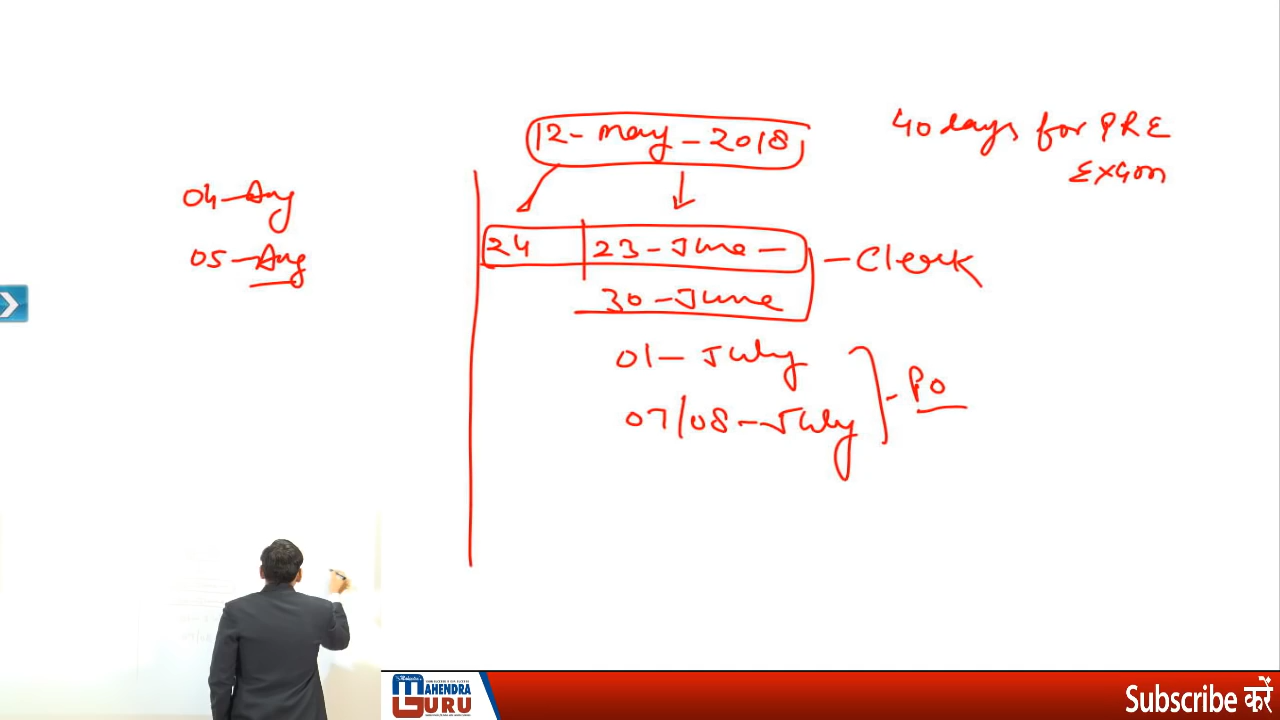 12-May-2018
40 days for PRE
EXam
04-Aug
05-Aug
24 23-June -
30-June
- Clerk
01-July
07/08-July
- PO
MAHENDRA
GURU
Subscribe करें